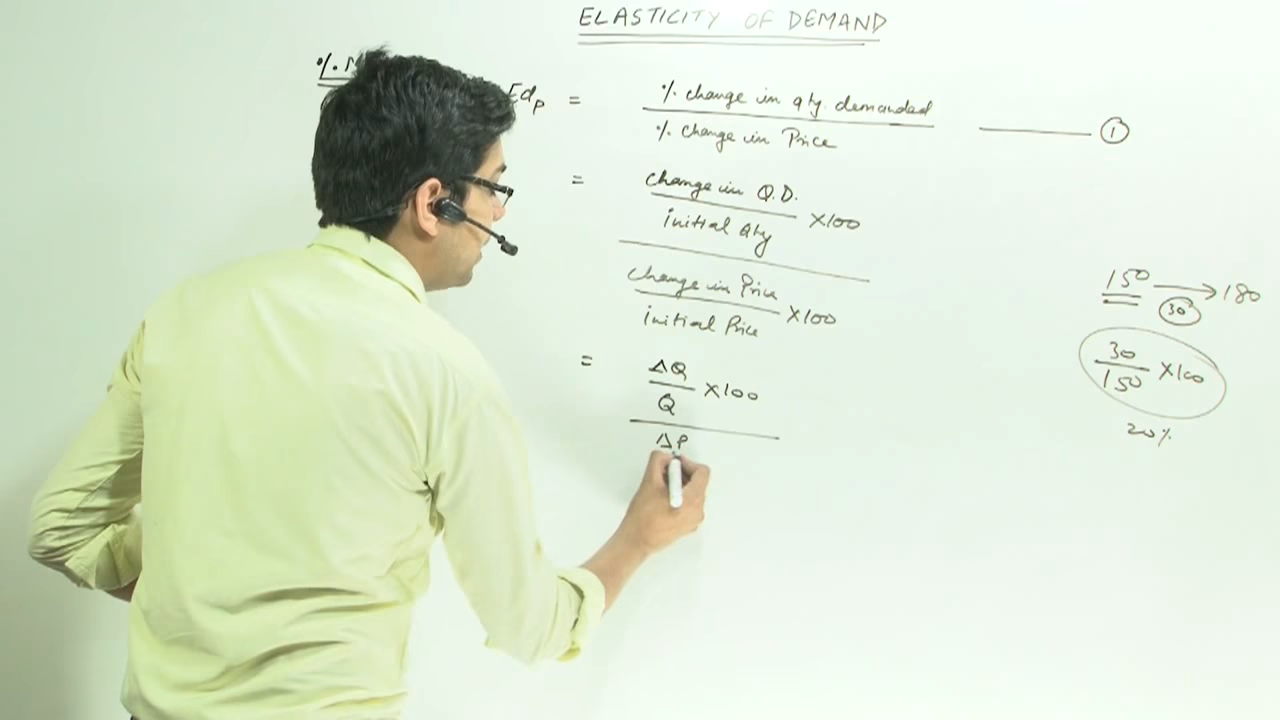 ELASTICITY OF DEMAND
%
Edp = % change in qty. demanded ①
% change in Price
= change in Q.D. X100
initial Qty
change in Price X100
initial Price
150 → 180
30
30 X100
150
20%
= ΔQ X100
Q
ΔP